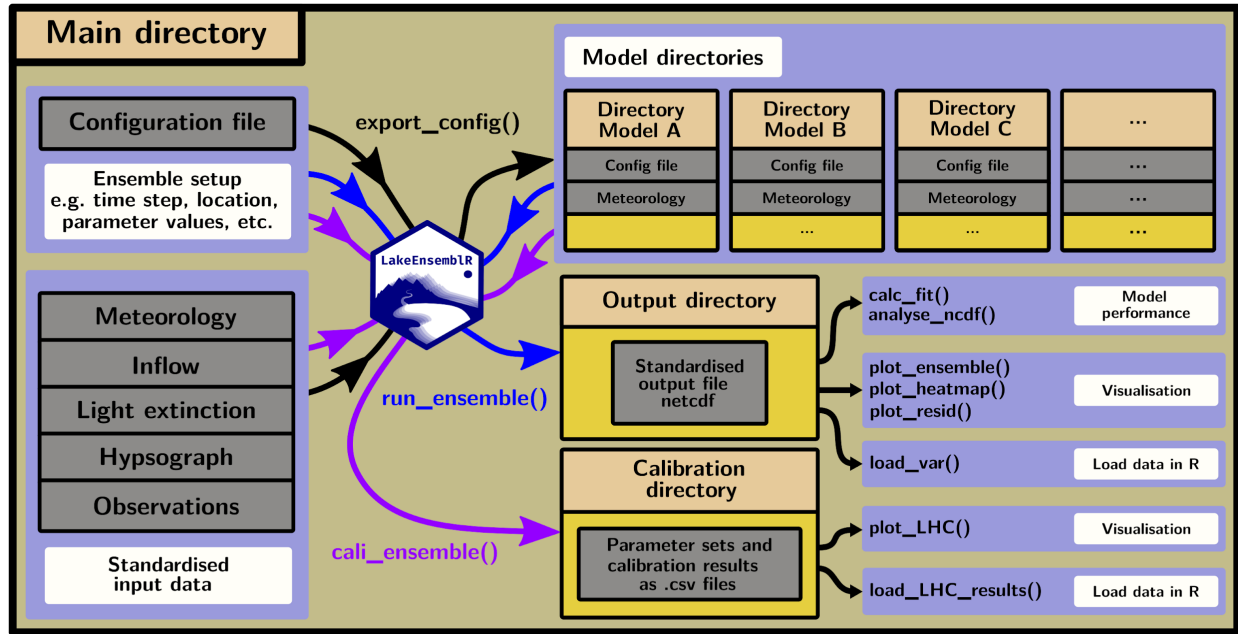 Main directory
Configuration file
Ensemble setup
e.g. time step, location,
parameter values, etc.
Meteorology
Inflow
Light extinction
Hypsograph
Observations
Standardised
input data
export_config()
LakeEnsemblR
run_ensemble()
cali_ensemble()
Model directories
Directory
Model A
Config file
Meteorology
Directory
Model B
Config file
Meteorology
...
Directory
Model C
Config file
Meteorology
...
...
...
...
...
Output directory
Standardised
output file
netcdf
calc_fit()
analyse_ncdf()
Model
performance
plot_ensemble()
plot_heatmap()
plot_resid()
Visualisation
load_var()
Load data in R
Calibration
directory
Parameter sets and
calibration results
as .csv files
plot_LHC()
Visualisation
load_LHC_results()
Load data in R